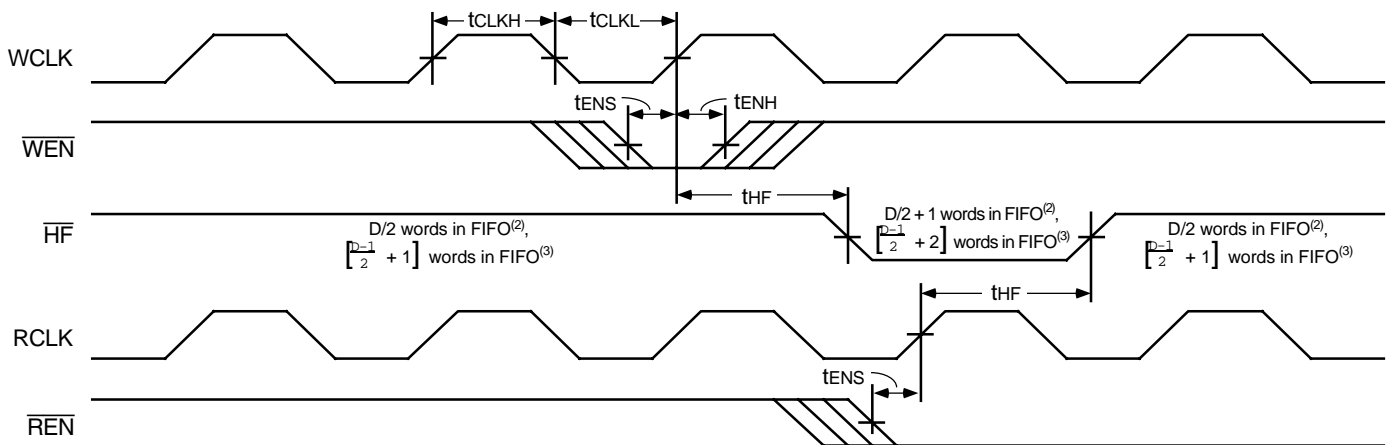 tCLKH
tCLKL
WCLK
tENS
tENH
WEN
tHF
HF
D/2 words in FIFO(2),
[D-1/2 + 1] words in FIFO(3)
D/2 + 1 words in FIFO(2),
[D-1/2 + 2] words in FIFO(3)
D/2 words in FIFO(2),
[D-1/2 + 1] words in FIFO(3)
tHF
RCLK
tENS
REN